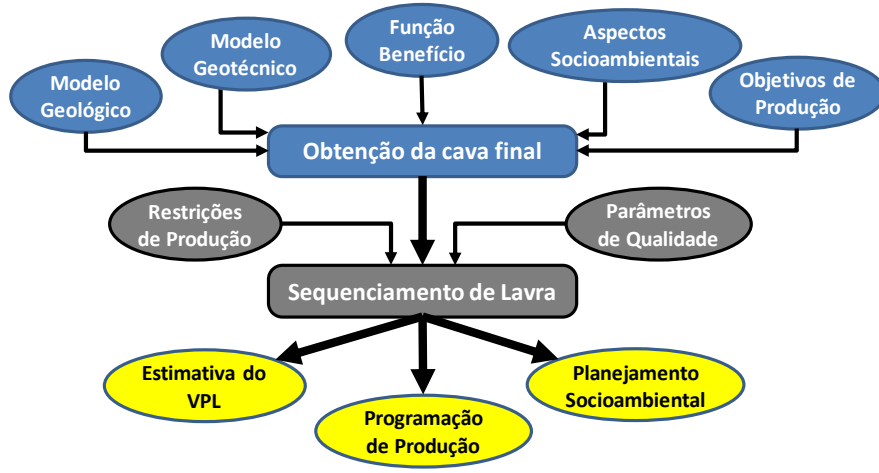 Modelo
Geológico
Modelo
Geotécnico
Função
Benefício
Aspectos
Socioambientais
Objetivos de
Produção
Obtenção da cava final
Restrições
de Produção
Parâmetros
de Qualidade
Sequenciamento de Lavra
Estimativa do
VPL
Programação
de Produção
Planejamento
Socioambiental